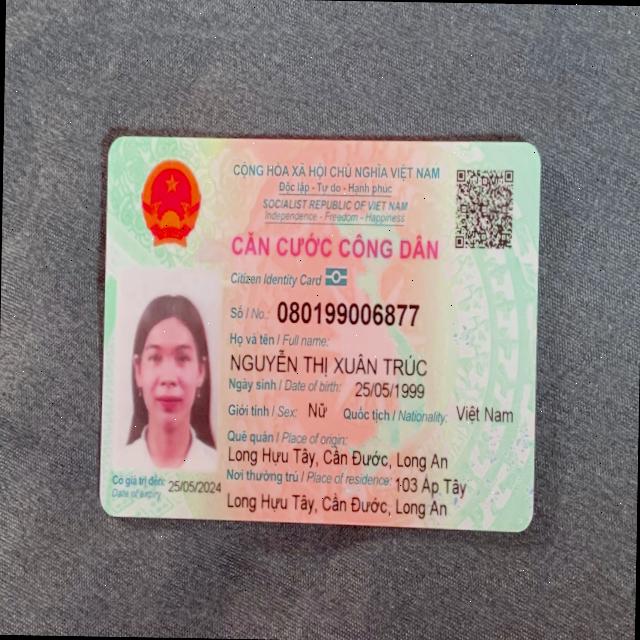 CỘNG HÒA XÃ HỘI CHỦ NGHĨA VIỆT NAM
Độc lập - Tự do - Hạnh phúc
SOCIALIST REPUBLIC OF VIET NAM
Independence - Freedom - Happiness
CĂN CƯỚC CÔNG DÂN
Citizen Identity Card
Số / No.: 080199006877
Họ và tên / Full name:
NGUYỄN THỊ XUÂN TRÚC
Ngày sinh / Date of birth: 25/05/1999
Giới tính / Sex: Nữ Quốc tịch / Nationality: Việt Nam
Quê quán / Place of origin:
Long Hựu Tây, Cần Đước, Long An
Nơi thường trú / Place of residence: 103 Ấp Tây
Long Hựu Tây, Cần Đước, Long An
Có giá trị đến: 25/05/2024
Date of expiry